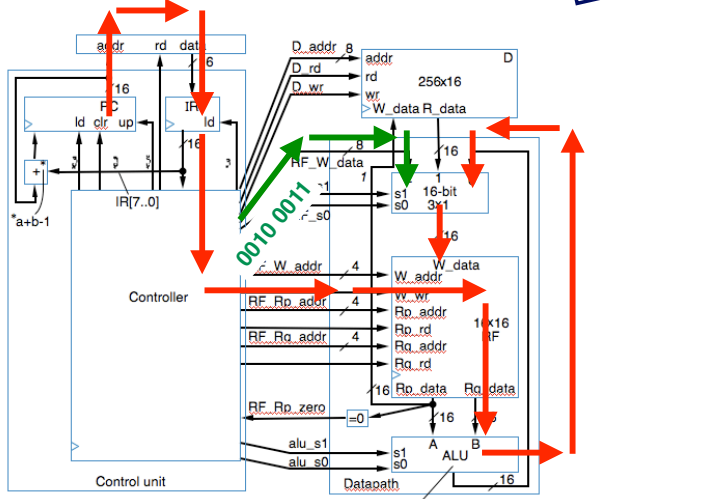 addr rd data
16
6
PC
IR
ld clr up
ld
16
+
*
IR[7..0]
*a+b-1
Controller
Control unit
D_addr 8
D_rd
D_wr
addr
rd
wr
W_data R_data
D
256x16
8
RF_W_data
1
16
1
s1
s0
16-bit
3x1
0010 0011
16
W_addr 4
W_data
W_addr
W_wr
RF_Rp_addr 4
Rp_addr
Rp_rd
RF_Rq_addr 4
Rq_addr
Rq_rd
16x16
RF
16
Rp_data Rq_data
RF_Rp_zero
=0
16
A B
ALU
alu_s1
alu_s0
s1
s0
16
Datapath